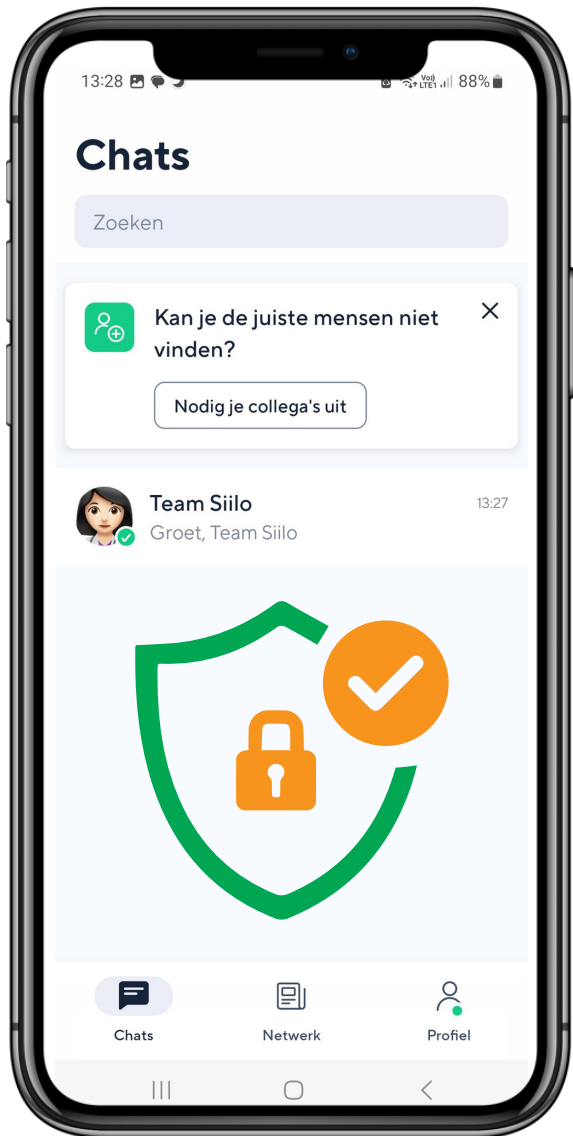 13:28 88%
Chats
Zoeken
Kan je de juiste mensen niet
vinden?
Nodig je collega's uit
Team Siilo 13:27
Groet, Team Siilo
Chats Netwerk Profiel